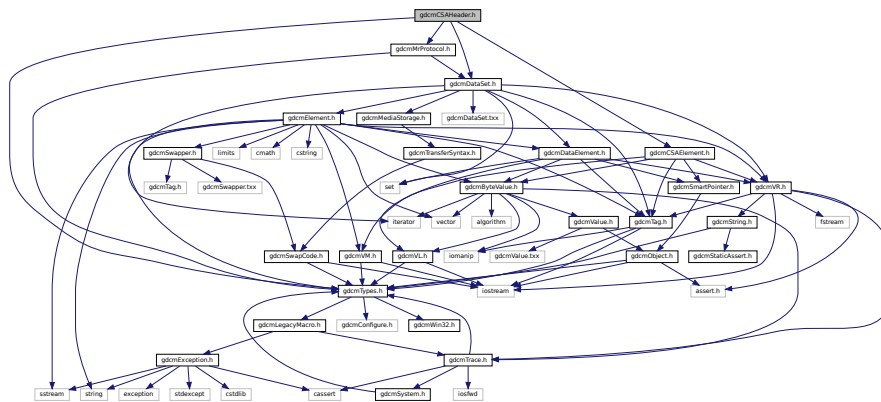 gdcmCSAHeader.h
gdcmMrProtocol.h
gdcmDataSet.h
gdcmElement.h
gdcmMediaStorage.h
gdcmDataSet.txx
gdcmSwapper.h
limits
cmath
cstring
gdcmTransferSyntax.h
gdcmDataElement.h
gdcmCSAElement.h
gdcmTag.h
gdcmSwapper.txx
set
gdcmByteValue.h
gdcmSmartPointer.h
gdcmVR.h
iterator
vector
algorithm
gdcmValue.h
gdcmTag.h
gdcmString.h
fstream
gdcmSwapCode.h
gdcmVM.h
gdcmVL.h
iomanip
gdcmValue.txx
gdcmObject.h
gdcmStaticAssert.h
gdcmTypes.h
iostream
assert.h
gdcmLegacyMacro.h
gdcmConfigure.h
gdcmWin32.h
gdcmException.h
gdcmTrace.h
sstream
string
exception
stdexcept
cstdlib
cassert
gdcmSystem.h
iosfwd